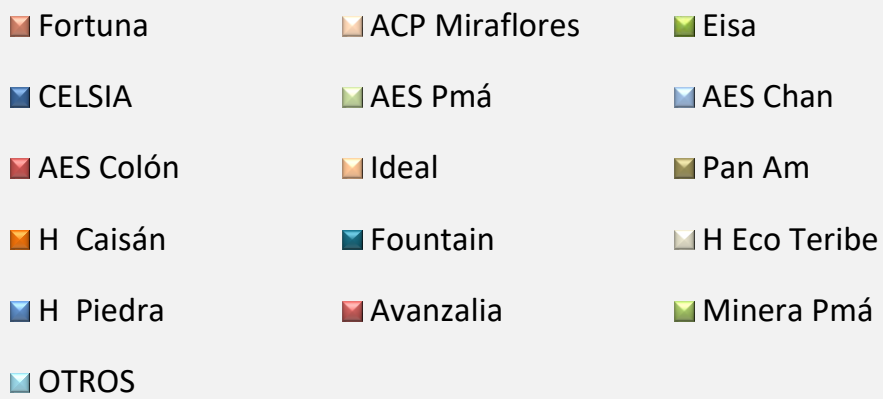 Fortuna ACP Miraflores Eisa
CELSIA AES Pmá AES Chan
AES Colón Ideal Pan Am
H Caisán Fountain H Eco Teribe
H Piedra Avanzalia Minera Pmá
OTROS